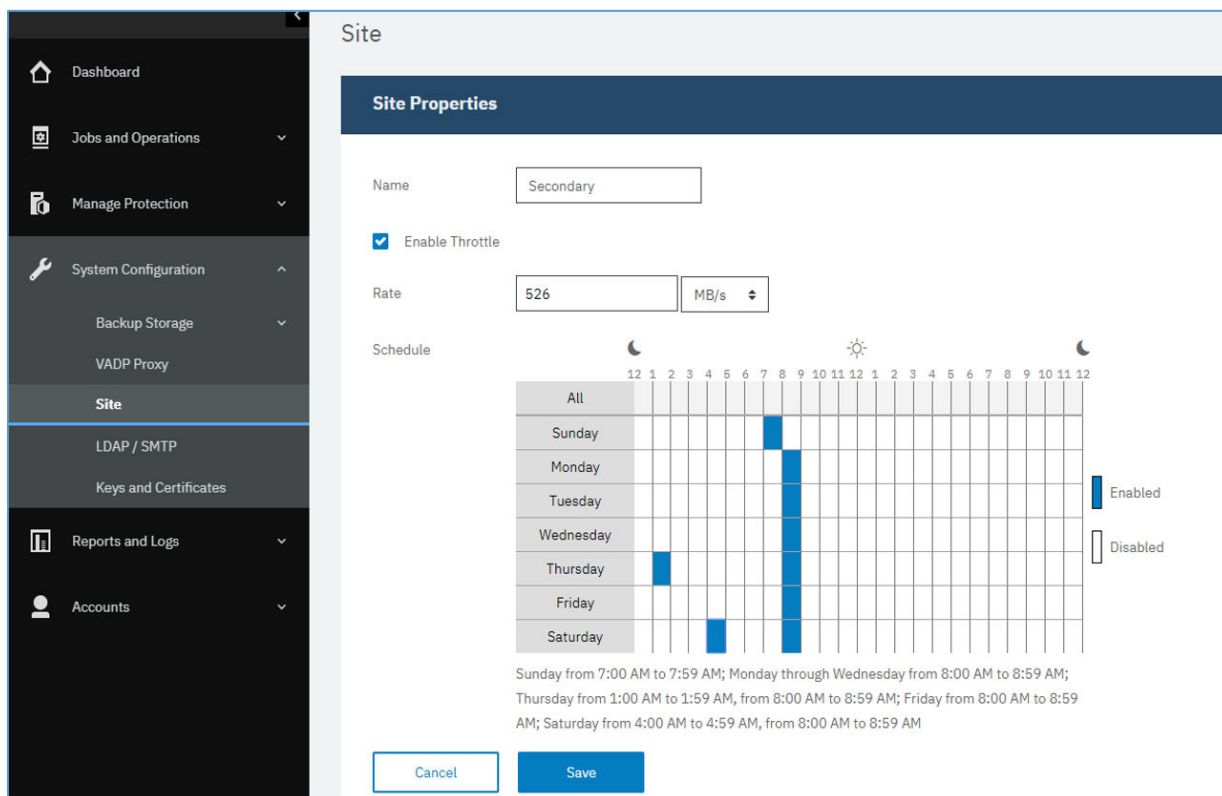 Site
Dashboard
Jobs and Operations
Manage Protection
System Configuration
Backup Storage
VADP Proxy
Site
LDAP / SMTP
Keys and Certificates
Reports and Logs
Accounts
Site Properties
Name
Secondary
Enable Throttle
Rate
526
MB/s
Schedule
12 1 2 3 4 5 6 7 8 9 10 11 12 1 2 3 4 5 6 7 8 9 10 11 12
All
Sunday
Monday
Tuesday
Wednesday
Thursday
Friday
Saturday
Enabled
Disabled
Sunday from 7:00 AM to 7:59 AM; Monday through Wednesday from 8:00 AM to 8:59 AM;
Thursday from 1:00 AM to 1:59 AM, from 8:00 AM to 8:59 AM; Friday from 8:00 AM to 8:59
AM; Saturday from 4:00 AM to 4:59 AM, from 8:00 AM to 8:59 AM
Cancel
Save